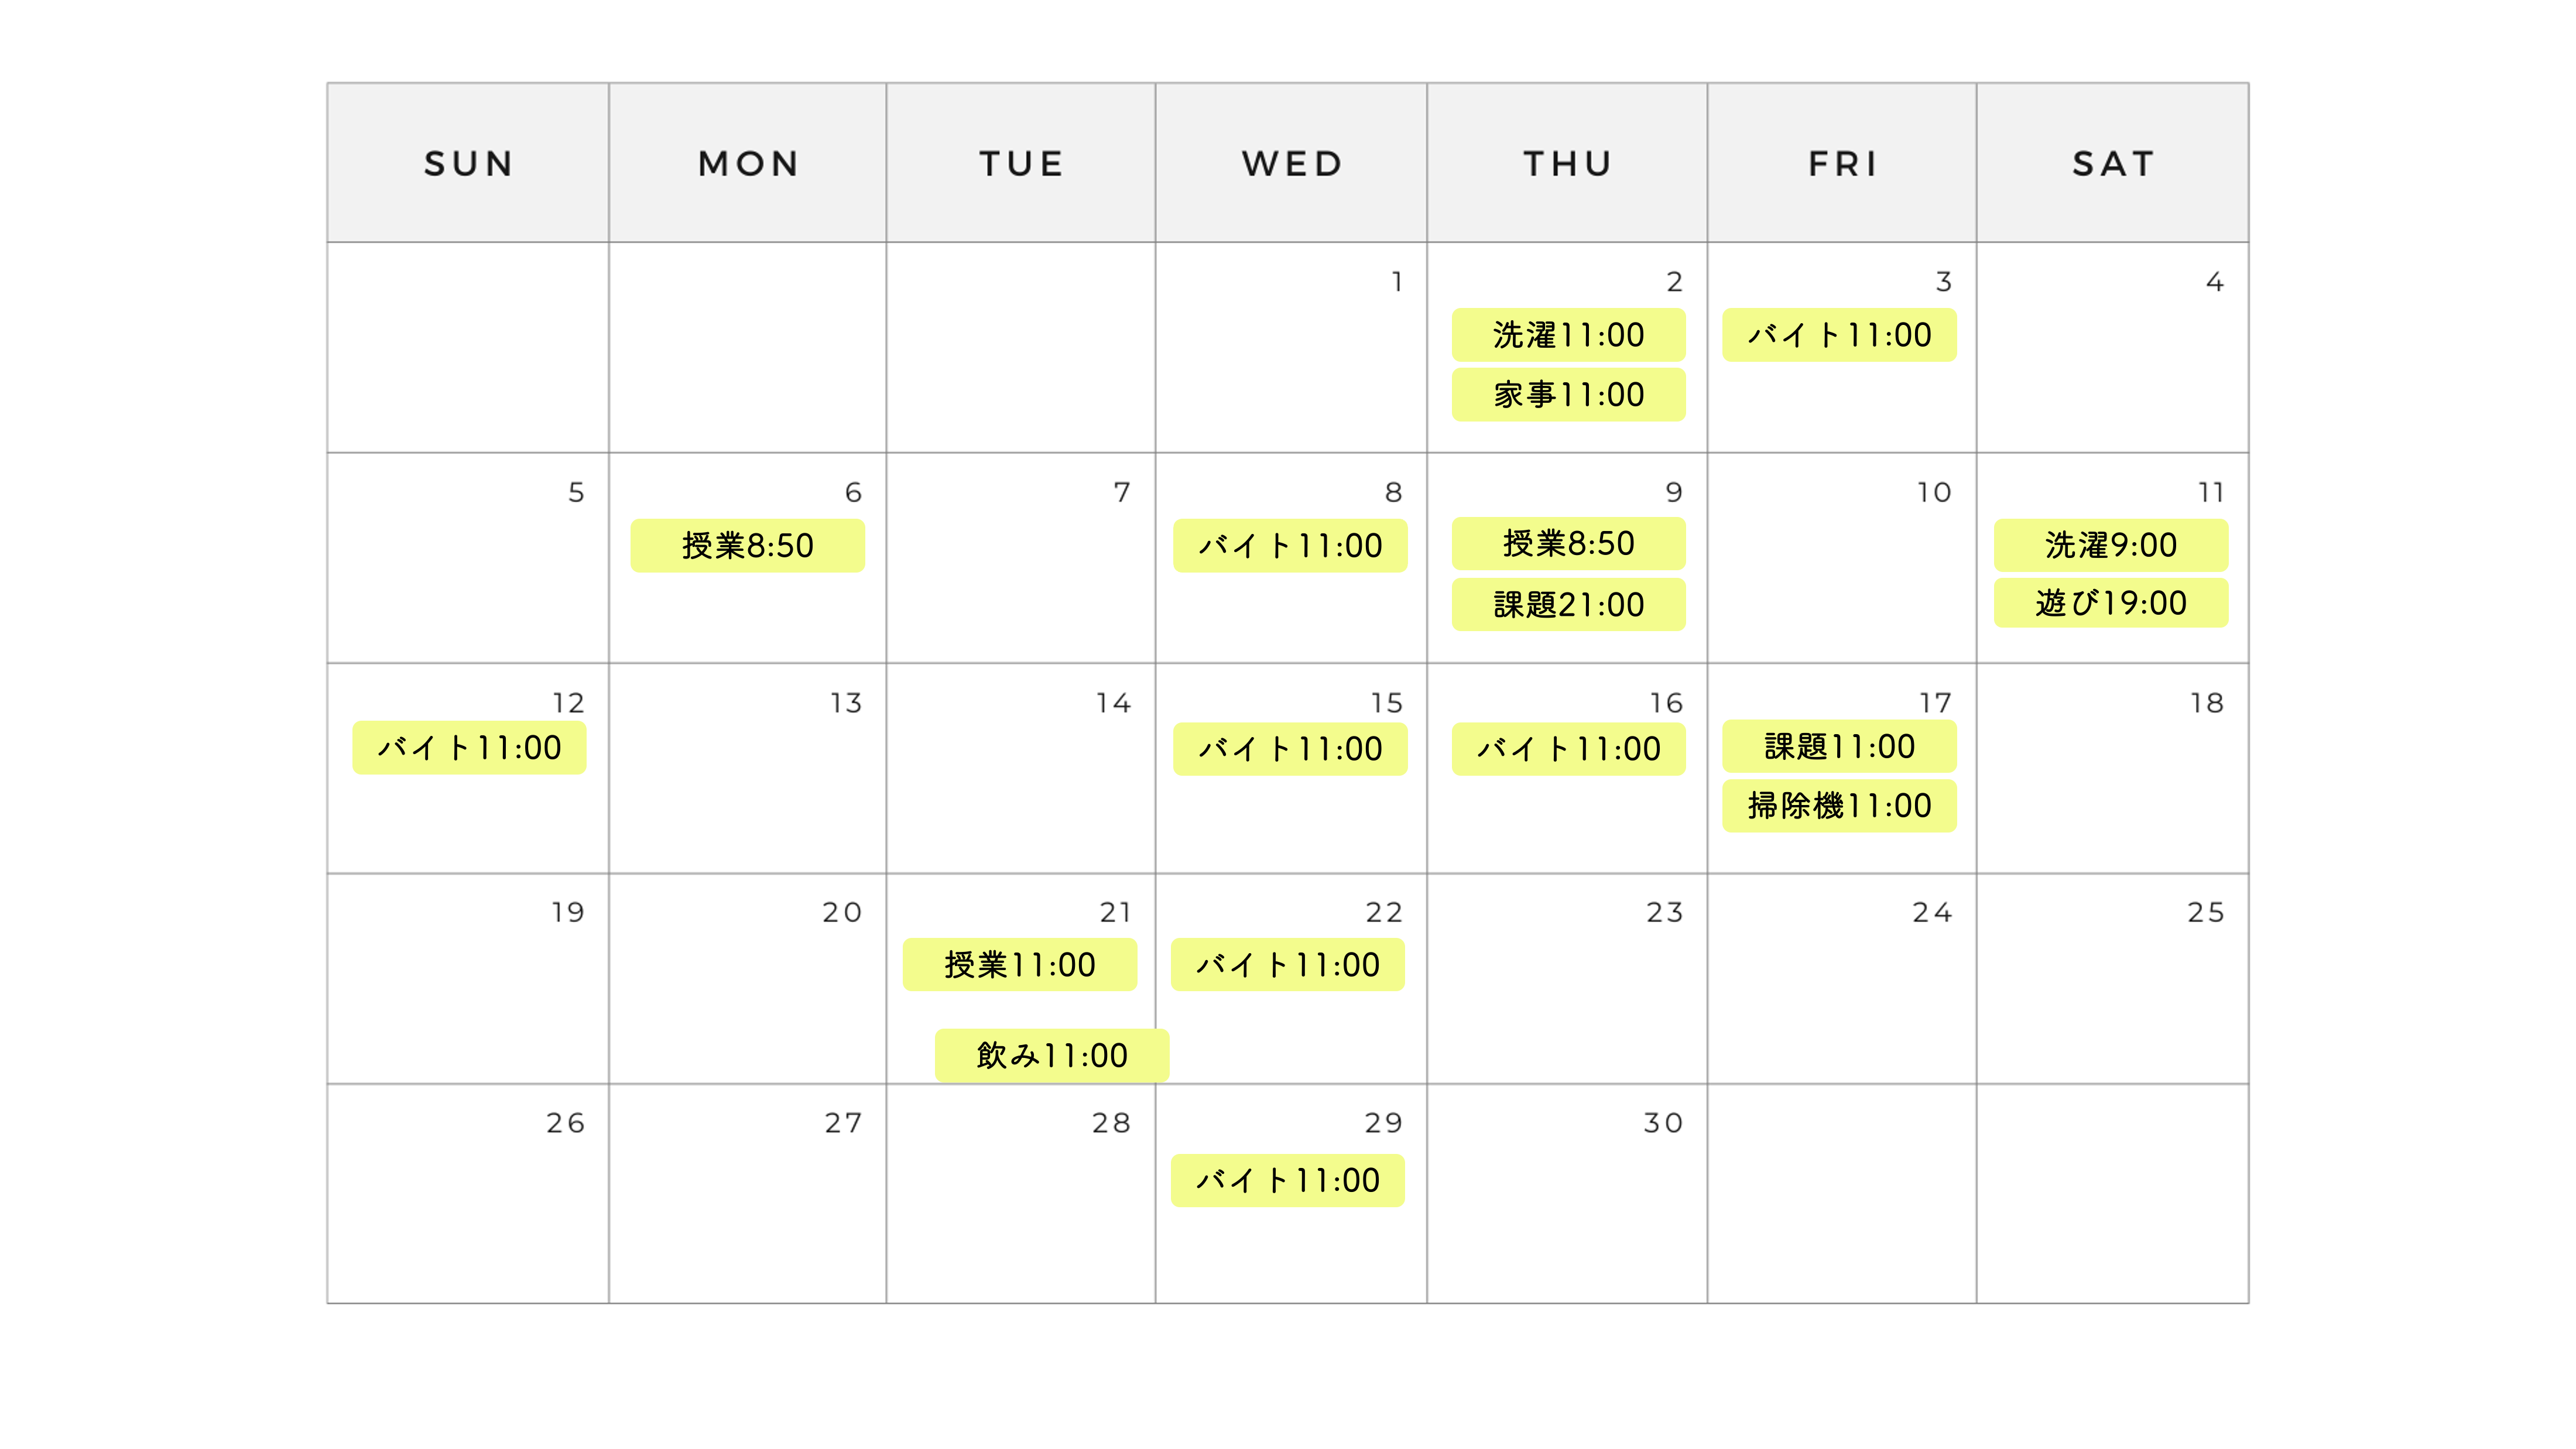 SUN MON TUE WED THU FRI SAT
1 2 3 4
洗濯11:00 バイト11:00
家事11:00
5 6 7 8 9 10 11
授業8:50 バイト11:00 授業8:50 洗濯9:00
課題21:00 遊び19:00
12 13 14 15 16 17 18
バイト11:00 バイト11:00 バイト11:00 課題11:00
掃除機11:00
19 20 21 22 23 24 25
授業11:00 バイト11:00
飲み11:00
26 27 28 29 30
バイト11:00